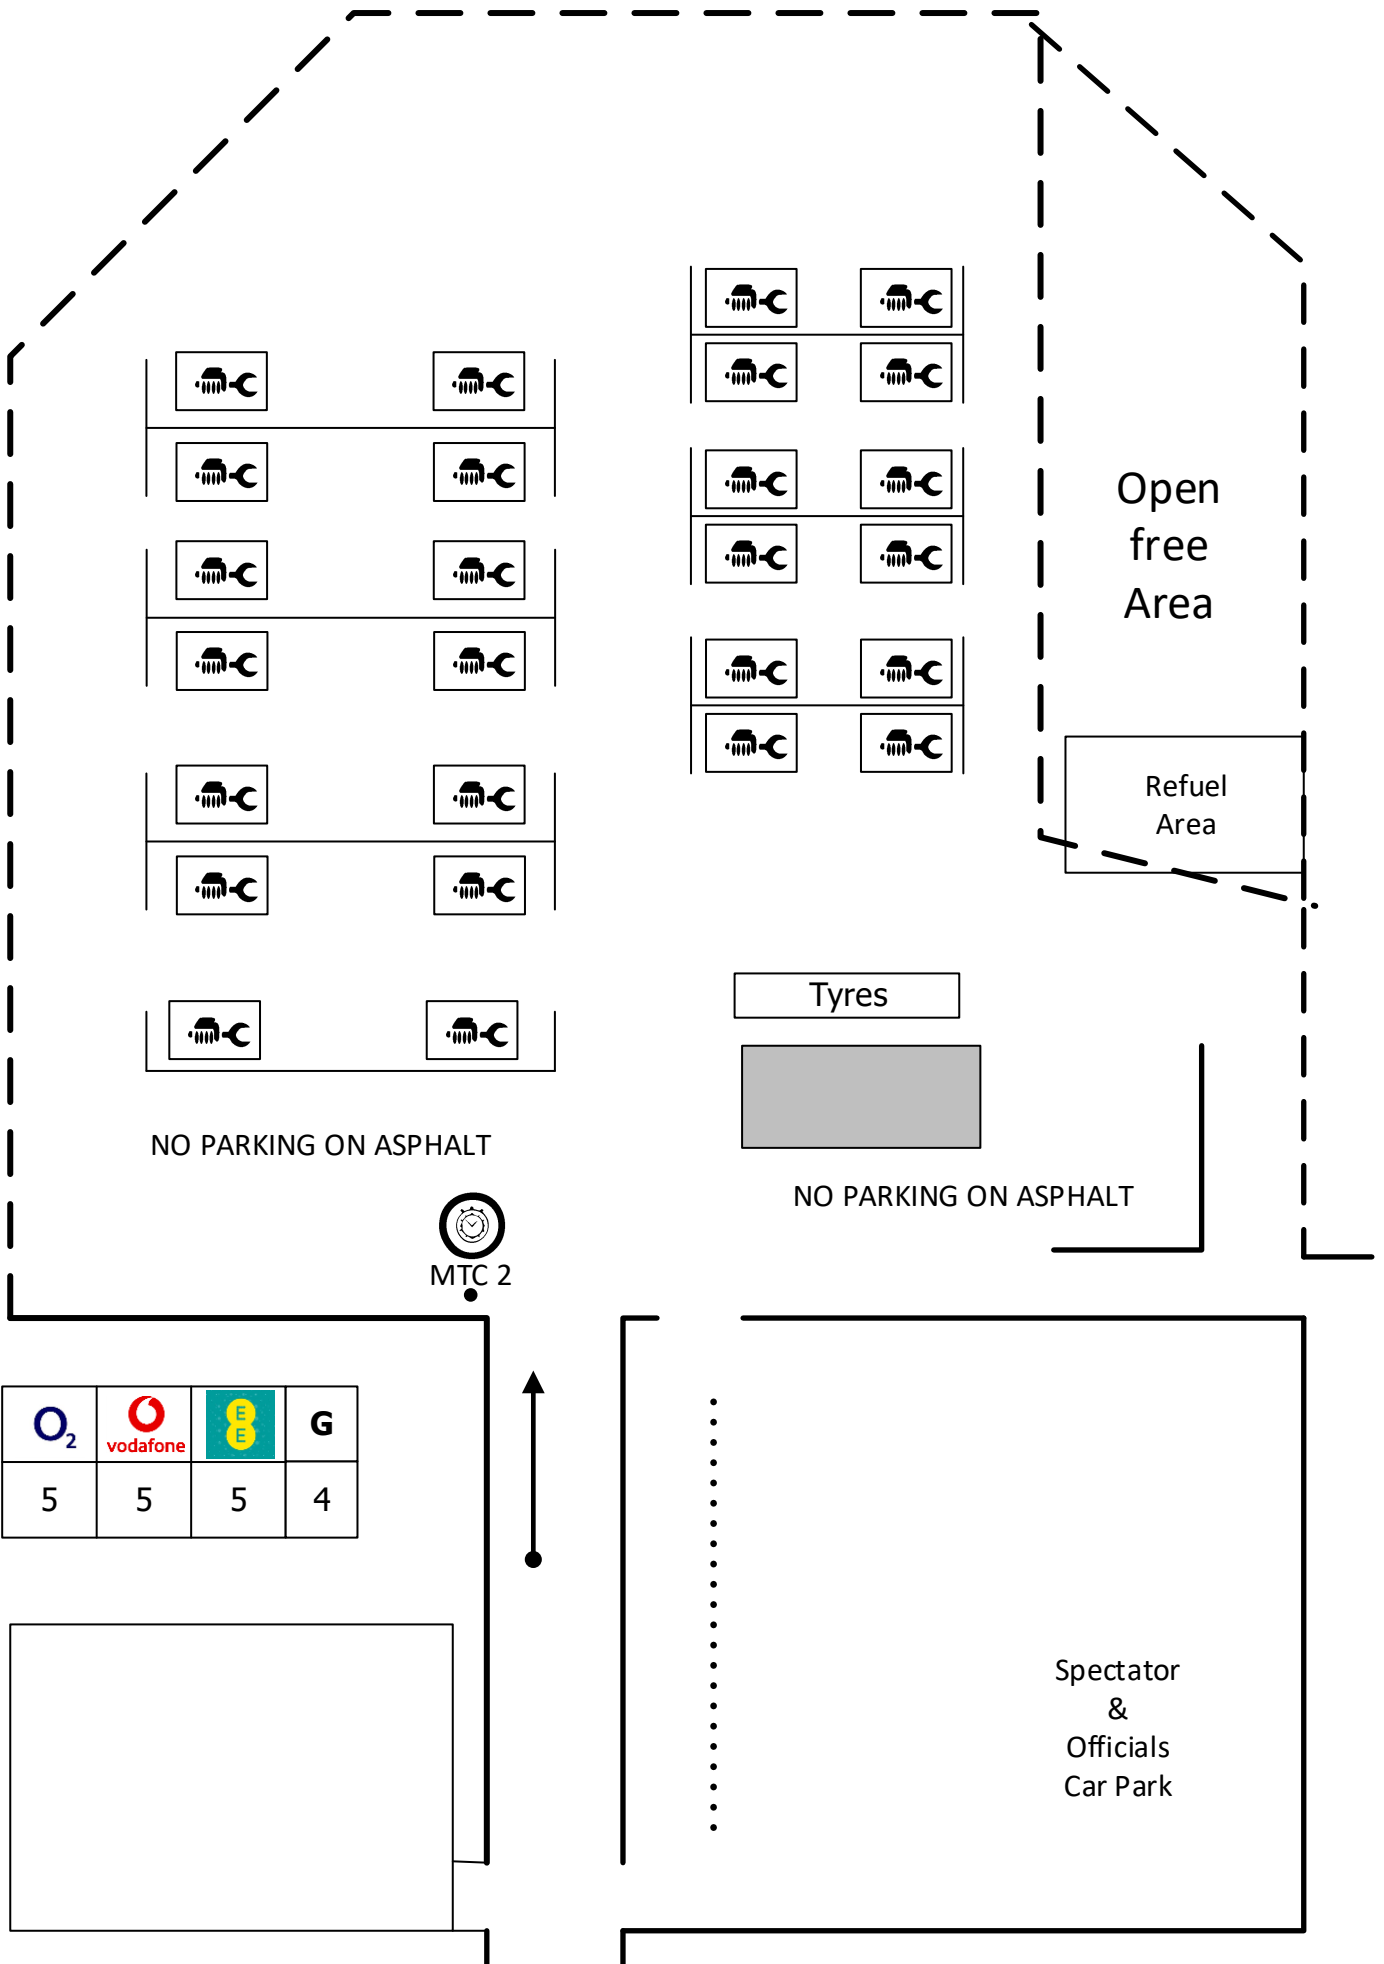 Open
free
Area
Refuel
Area
Tyres
NO PARKING ON ASPHALT
NO PARKING ON ASPHALT
MTC 2
O2 vodafone EE G
5 5 5 4
Spectator
&
Officials
Car Park